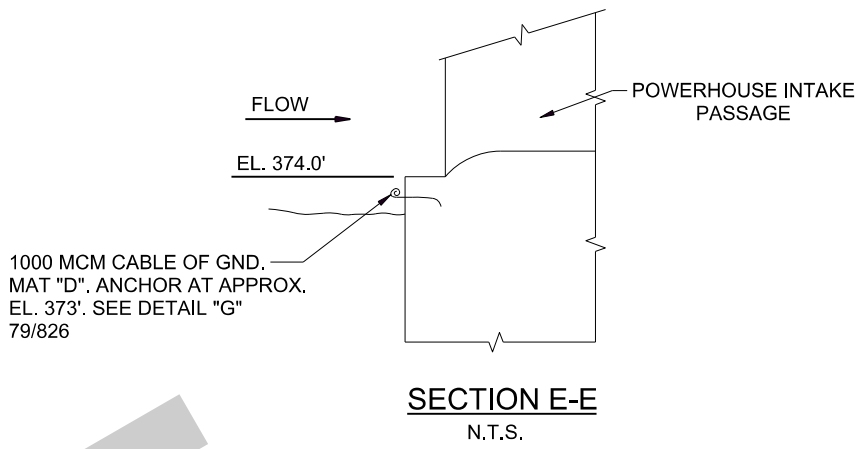 FLOW
POWERHOUSE INTAKE
PASSAGE
EL. 374.0'
1000 MCM CABLE OF GND.
MAT "D". ANCHOR AT APPROX.
EL. 373'. SEE DETAIL "G"
79/826
SECTION E-E
N.T.S.